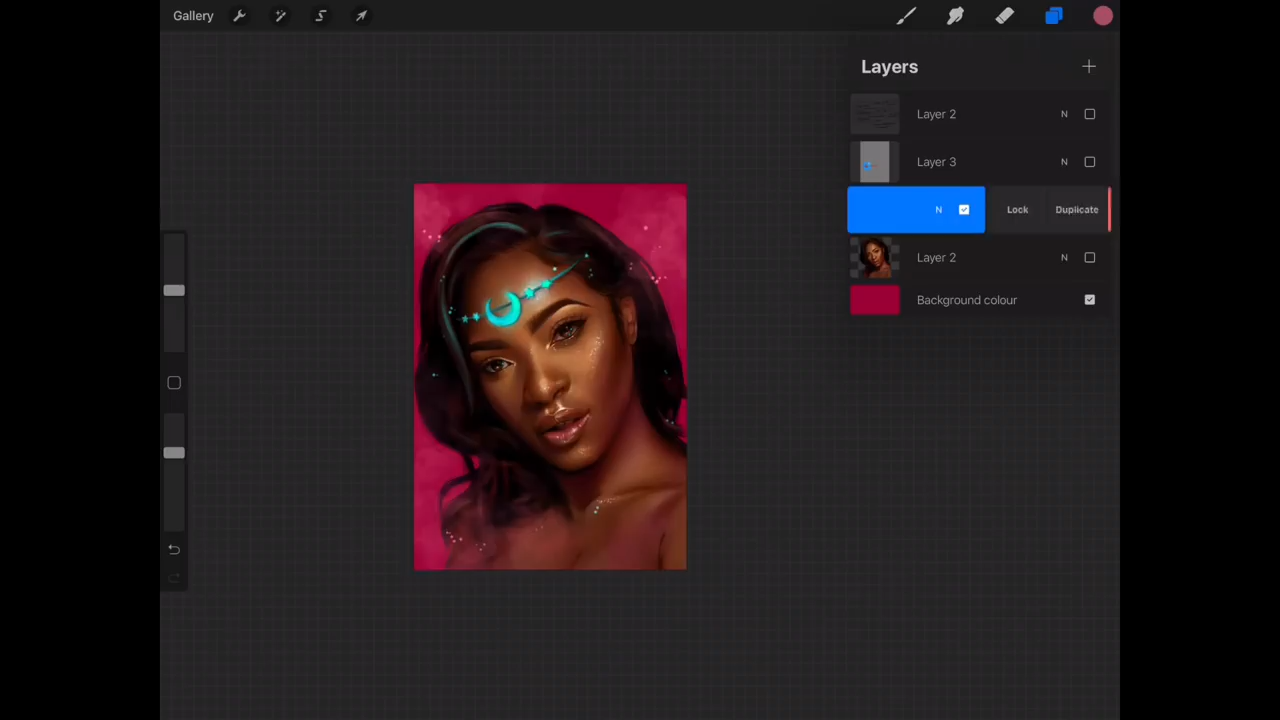 Gallery
Layers
Layer 2 N
Layer 3 N
N Lock Duplicate
Layer 2 N
Background colour